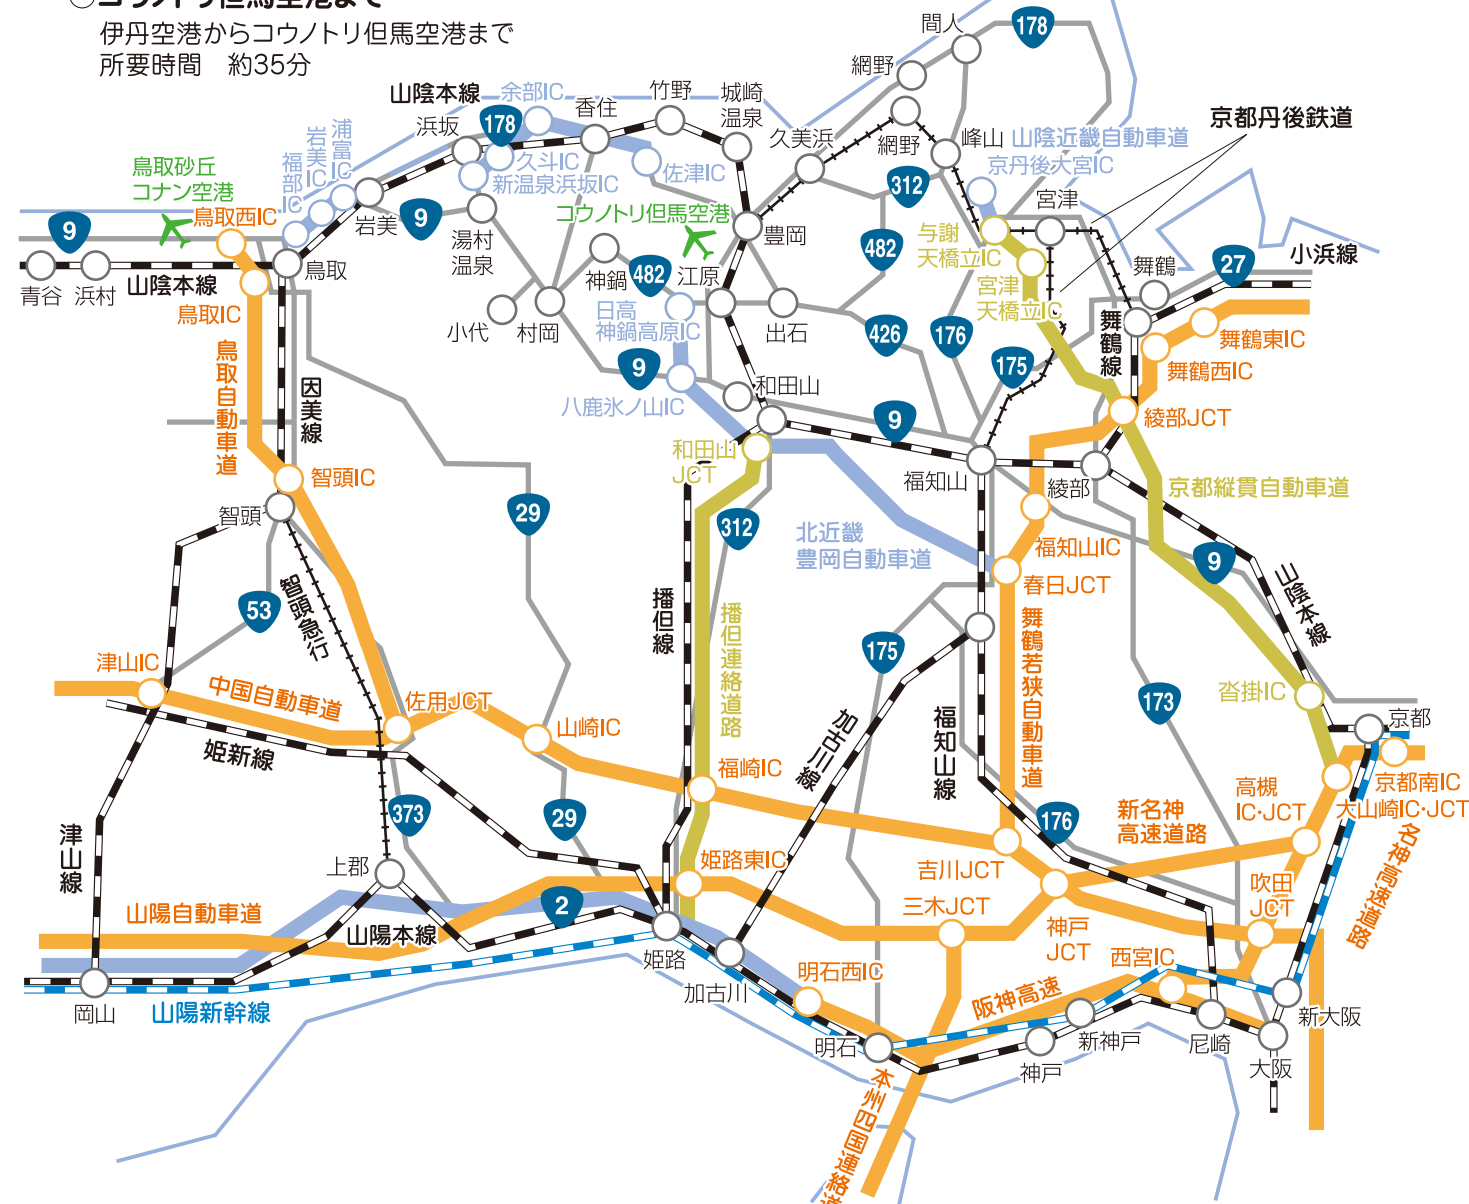 ○コウノトリ但馬空港まで
伊丹空港からコウノトリ但馬空港まで
所要時間　約35分
間人
178
網野
山陰本線
余部IC
竹野
城崎
温泉
香住
浜坂
178
久美浜
網野
峰山
山陰近畿自動車道
京丹後大宮IC
京都丹後鉄道
浦富IC
岩美IC
福部IC
久斗IC
新温泉浜坂IC
佐津IC
312
鳥取砂丘
コナン空港
鳥取西IC
9
岩美
9
湯村
温泉
コウノトリ但馬空港
豊岡
482
与謝
天橋立IC
宮津
舞鶴
27
小浜線
青谷
浜村
山陰本線
鳥取
神鍋
482
江原
宮津
天橋立IC
鳥取IC
小代
村岡
日高
神鍋高原IC
出石
426
176
175
舞鶴線
舞鶴東IC
舞鶴西IC
鳥取自動車道
因美線
9
八鹿氷ノ山IC
和田山
9
綾部JCT
和田山
JCT
福知山
綾部
京都縦貫自動車道
智頭IC
智頭
29
312
北近畿
豊岡自動車道
福知山IC
春日JCT
9
山陰本線
53
智頭急行
播但線
播但連絡道路
175
舞鶴若狭自動車道
津山IC
中国自動車道
佐用JCT
山崎IC
姫新線
加古川線
福知山線
173
沓掛IC
京都
京都南IC
大山崎IC・JCT
福崎IC
高槻
IC・JCT
373
29
176
新名神
高速道路
名神高速道路
津山線
上郡
姫路東IC
吉川JCT
吹田
JCT
山陽自動車道
山陽本線
2
三木JCT
神戸
JCT
西宮IC
姫路
加古川
明石西IC
阪神高速
岡山
山陽新幹線
明石
神戸
新神戸
尼崎
新大阪
大阪
本州四国連絡道